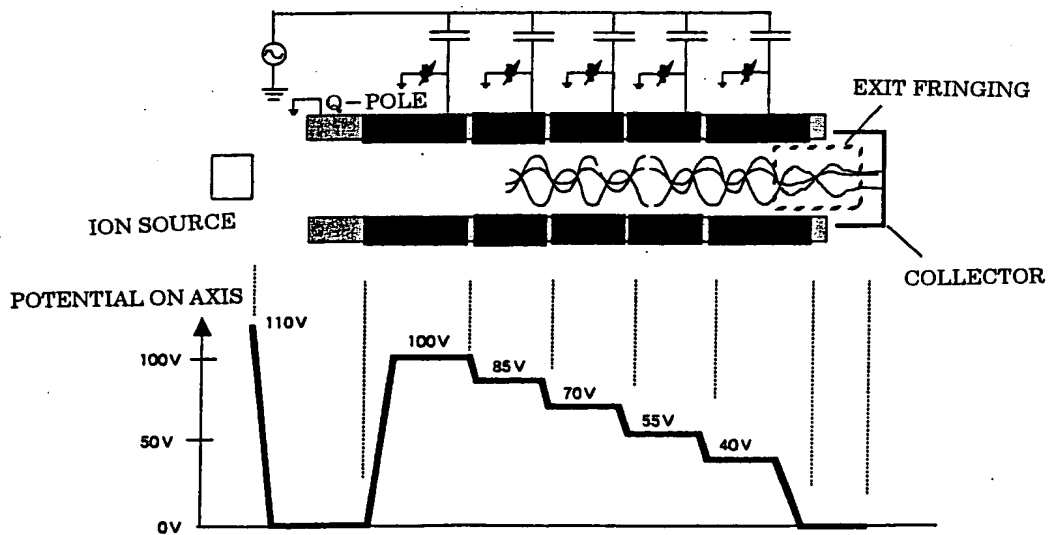 Q-POLE
EXIT FRINGING
ION SOURCE
COLLECTOR
POTENTIAL ON AXIS
110V
100V
100V
85V
70V
55V
50V
40V
0V